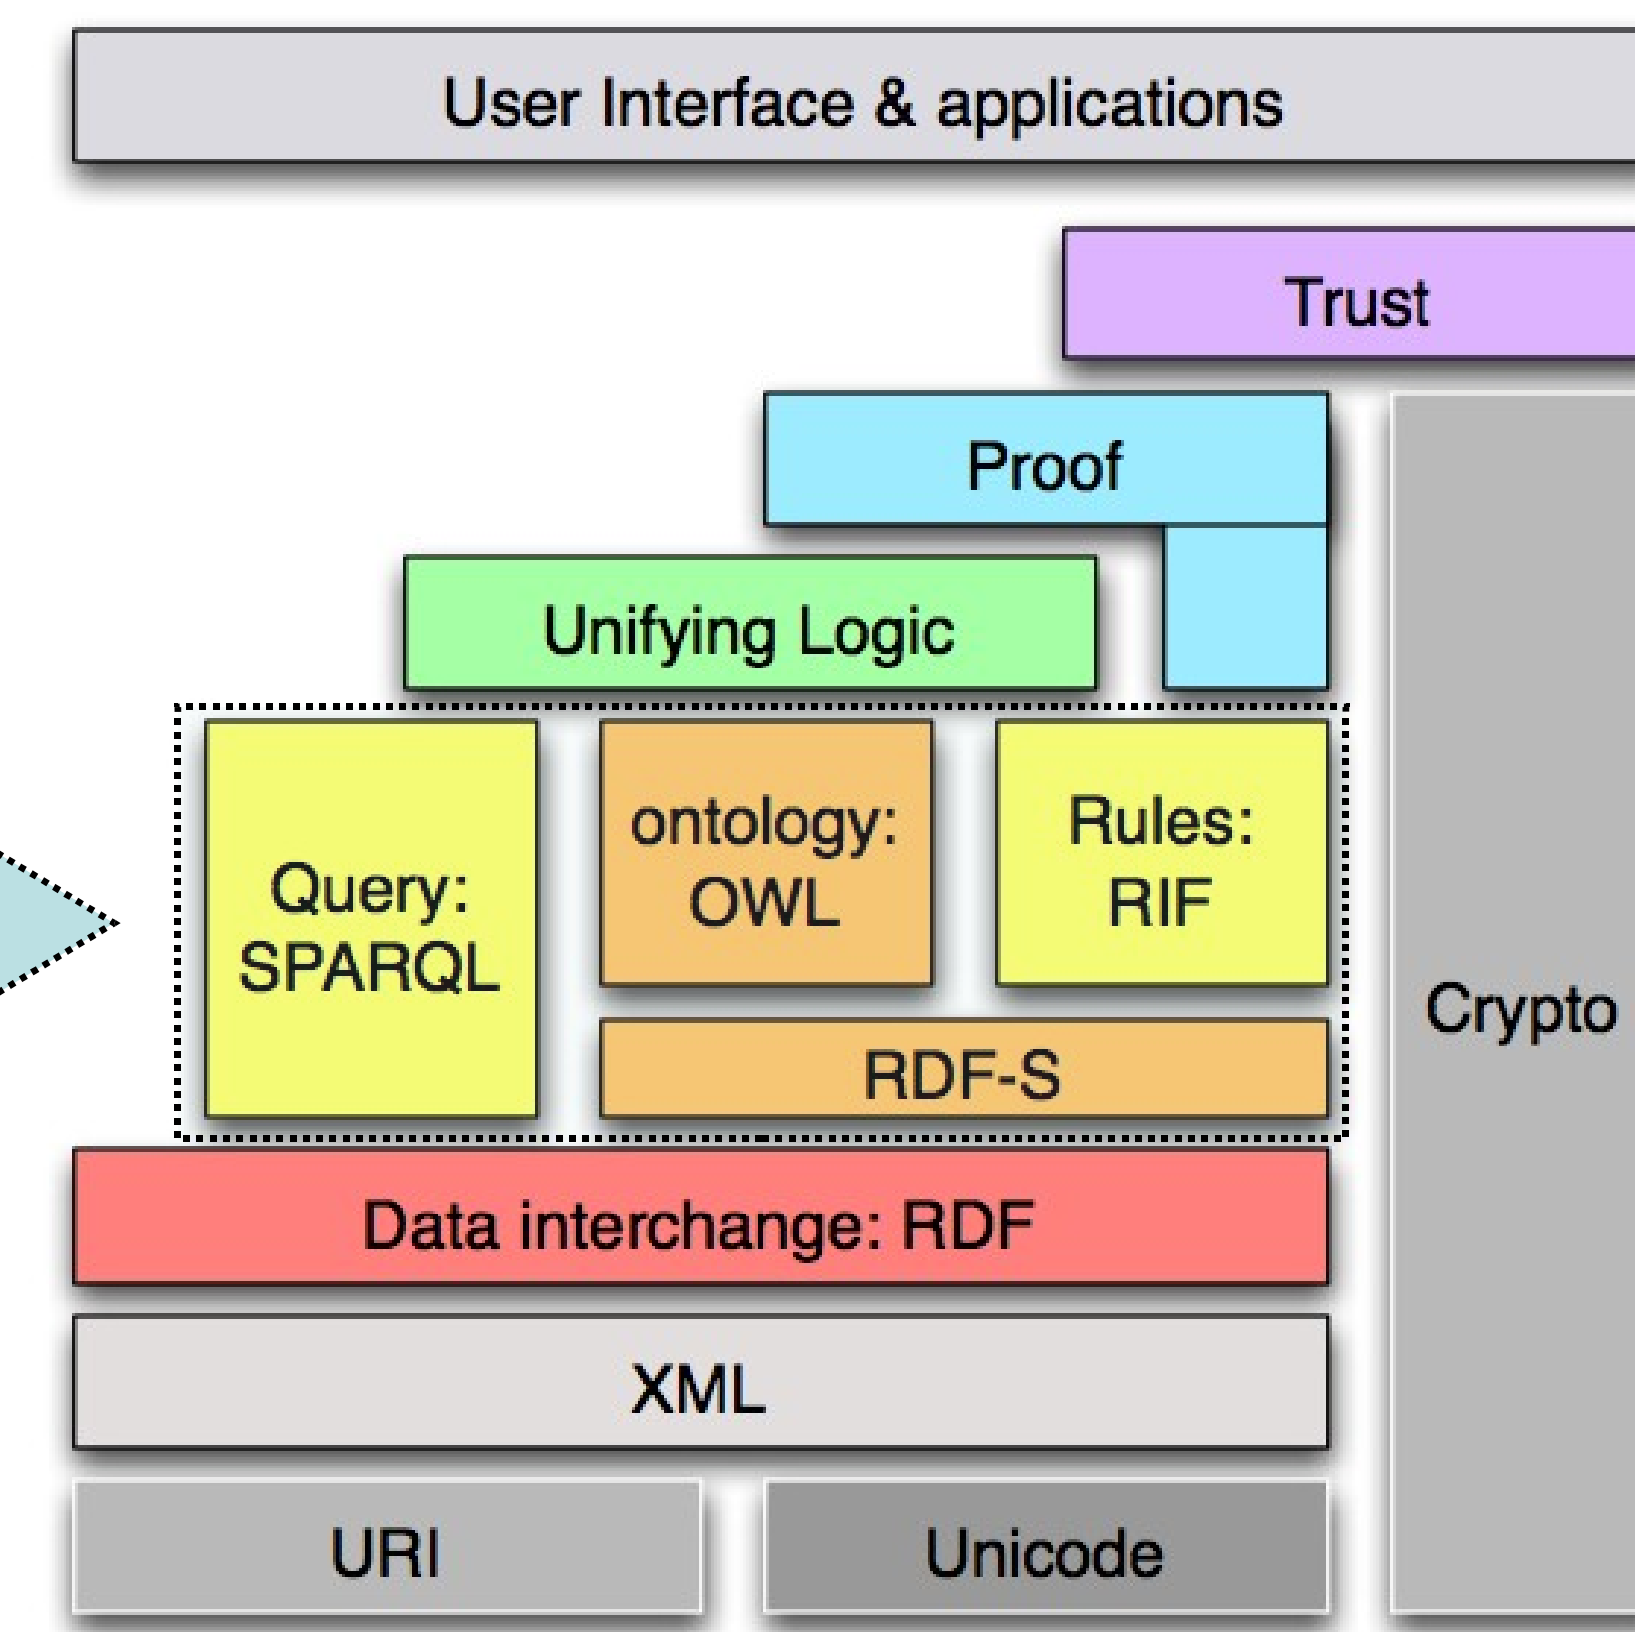 User Interface & applications
Trust
Proof
Unifying Logic
Query:
SPARQL
ontology:
OWL
Rules:
RIF
RDF-S
Crypto
Data interchange: RDF
XML
URI
Unicode